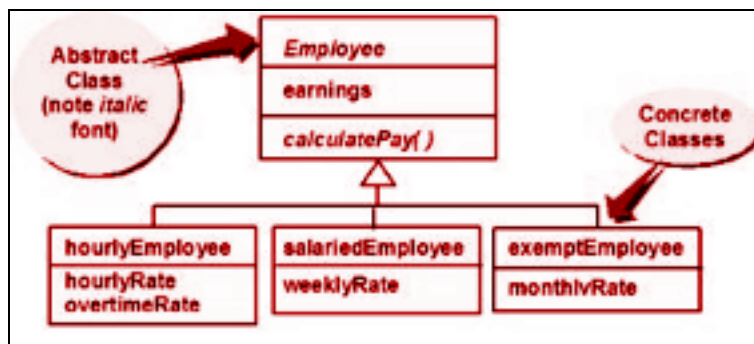 Abstract
Class
(note italic
font)
Employee
earnings
calculatePay( )
Concrete
Classes
hourlyEmployee
hourlyRate
overtimeRate
salariedEmployee
weeklyRate
exemptEmployee
monthlyRate